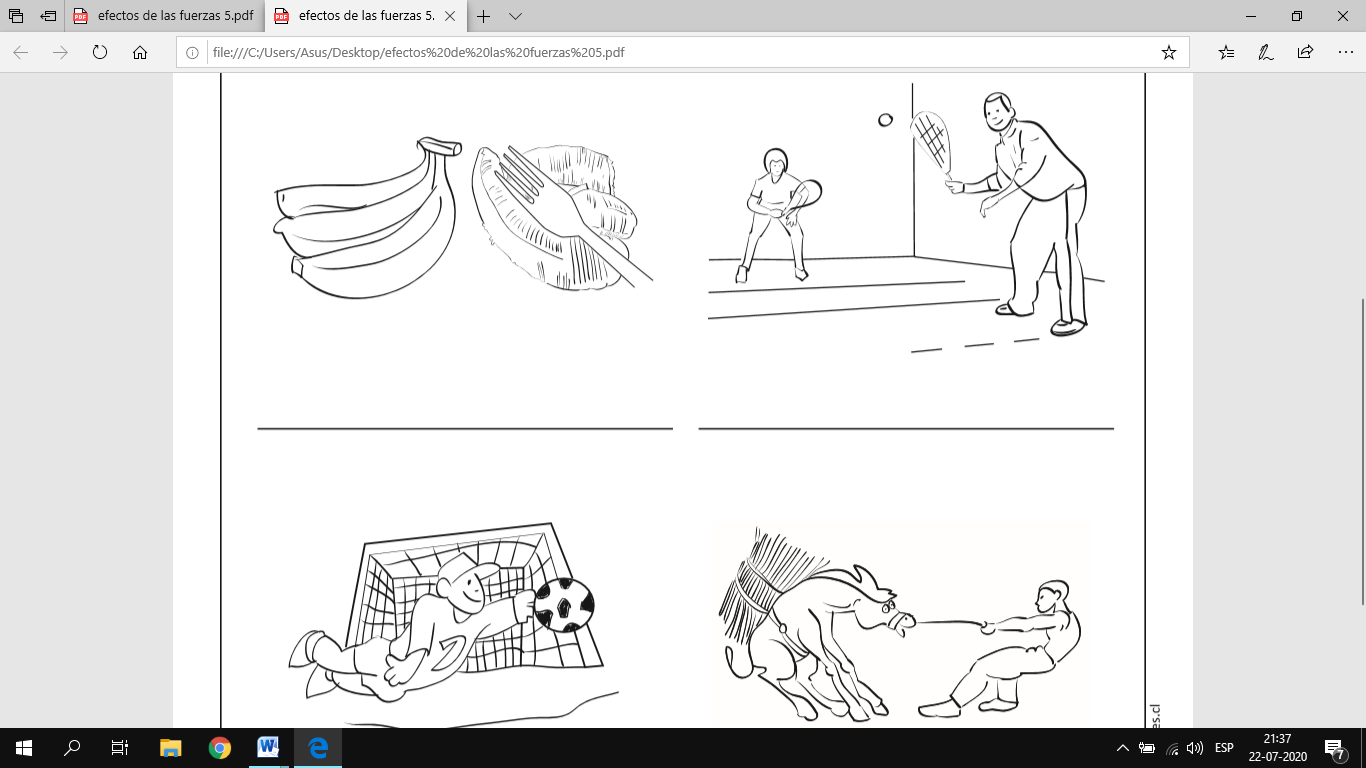 efectos de las fuerzas 5.pdf
efectos de las fuerzas 5.
file:///C:/Users/Asus/Desktop/efectos%20de%20las%20fuerzas%205.pdf
es.cl
ESP
21:37
22-07-2020
7